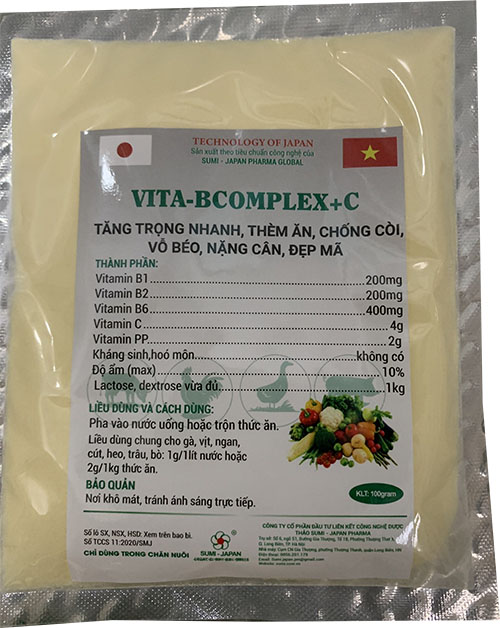 TECHNOLOGY OF JAPAN
Sản xuất theo tiêu chuẩn công nghệ của
SUMI - JAPAN PHARMA GLOBAL
VITA-BCOMPLEX+C
TĂNG TRỌNG NHANH, THÈM ĂN, CHỐNG CÒI,
VỖ BÉO, NẶNG CÂN, ĐẸP MÃ
THÀNH PHẦN:
Vitamin B1 200mg
Vitamin B2 200mg
Vitamin B6 400mg
Vitamin C 4g
Vitamin PP 2g
Kháng sinh,hoó môn không có
Độ ẩm (max) 10%
Lactose, dextrose vừa đủ 1kg
LIỀU DÙNG VÀ CÁCH DÙNG:
Pha vào nước uống hoặc trộn thức ăn.
Liều dùng chung cho gà, vịt, ngan,
cút, heo, trâu, bò: 1g/1lít nước hoặc
2g/1kg thức ăn.
BẢO QUẢN
Nơi khô mát, tránh ánh sáng trực tiếp.
KLT: 100gram
Số lô SX, NSX, HSD: Xem trên bao bì.
Số TCCS 11:2020/SMJ
CHỈ DÙNG TRONG CHĂN NUÔI
SUMI - JAPAN
CÔNG TY CỔ PHẦN ĐẦU TƯ LIÊN KẾT CÔNG NGHỆ DƯỢC
THẢO SUMI - JAPAN PHARMA